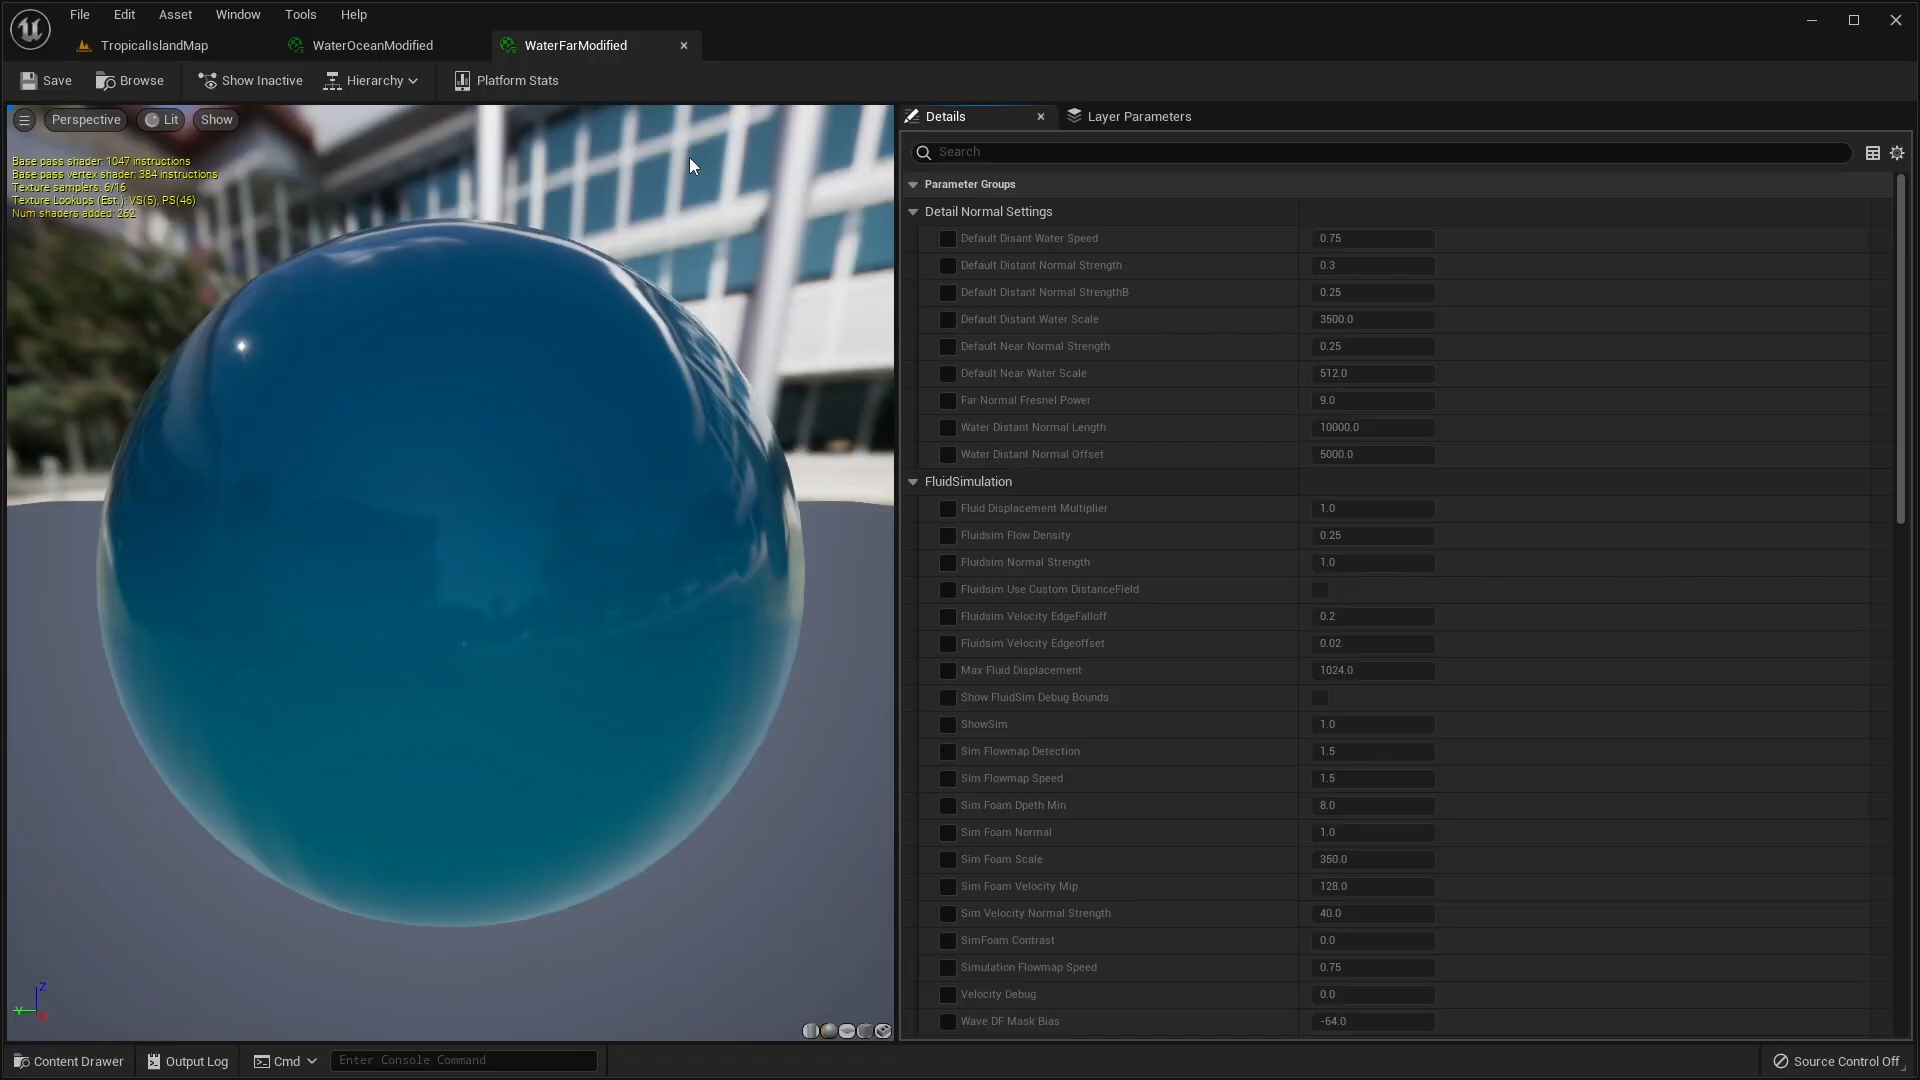 File Edit Asset Window Tools Help
TropicalIslandMap WaterOceanModified WaterFarModified
Save Browse Show Inactive Hierarchy Platform Stats
Perspective Lit Show
Base pass shader: 1047 instructions
Base pass vertex shader: 384 instructions
Texture samplers: 6/16
Texture Lookups (Est.): VS(5), PS(46)
Num shaders added: 262
Z
Y
X
Details Layer Parameters
Search
Parameter Groups
Detail Normal Settings
Default Disant Water Speed 0.75
Default Distant Normal Strength 0.3
Default Distant Normal StrengthB 0.25
Default Distant Water Scale 3500.0
Default Near Normal Strength 0.25
Default Near Water Scale 512.0
Far Normal Fresnel Power 9.0
Water Distant Normal Length 10000.0
Water Distant Normal Offset 5000.0
FluidSimulation
Fluid Displacement Multiplier 1.0
Fluidsim Flow Density 0.25
Fluidsim Normal Strength 1.0
Fluidsim Use Custom DistanceField
Fluidsim Velocity EdgeFalloff 0.2
Fluidsim Velocity Edgeoffset 0.02
Max Fluid Displacement 1024.0
Show FluidSim Debug Bounds
ShowSim 1.0
Sim Flowmap Detection 1.5
SIm Flowmap Speed 1.5
Sim Foam Dpeth Min 8.0
Sim Foam Normal 1.0
Sim Foam Scale 350.0
Sim Foam Velocity Mip 128.0
Sim Velocity Normal Strength 40.0
SimFoam Contrast 0.0
Simulation Flowmap Speed 0.75
Velocity Debug 0.0
Wave DF Mask Bias -64.0
Content Drawer Output Log Cmd Enter Console Command Source Control Off